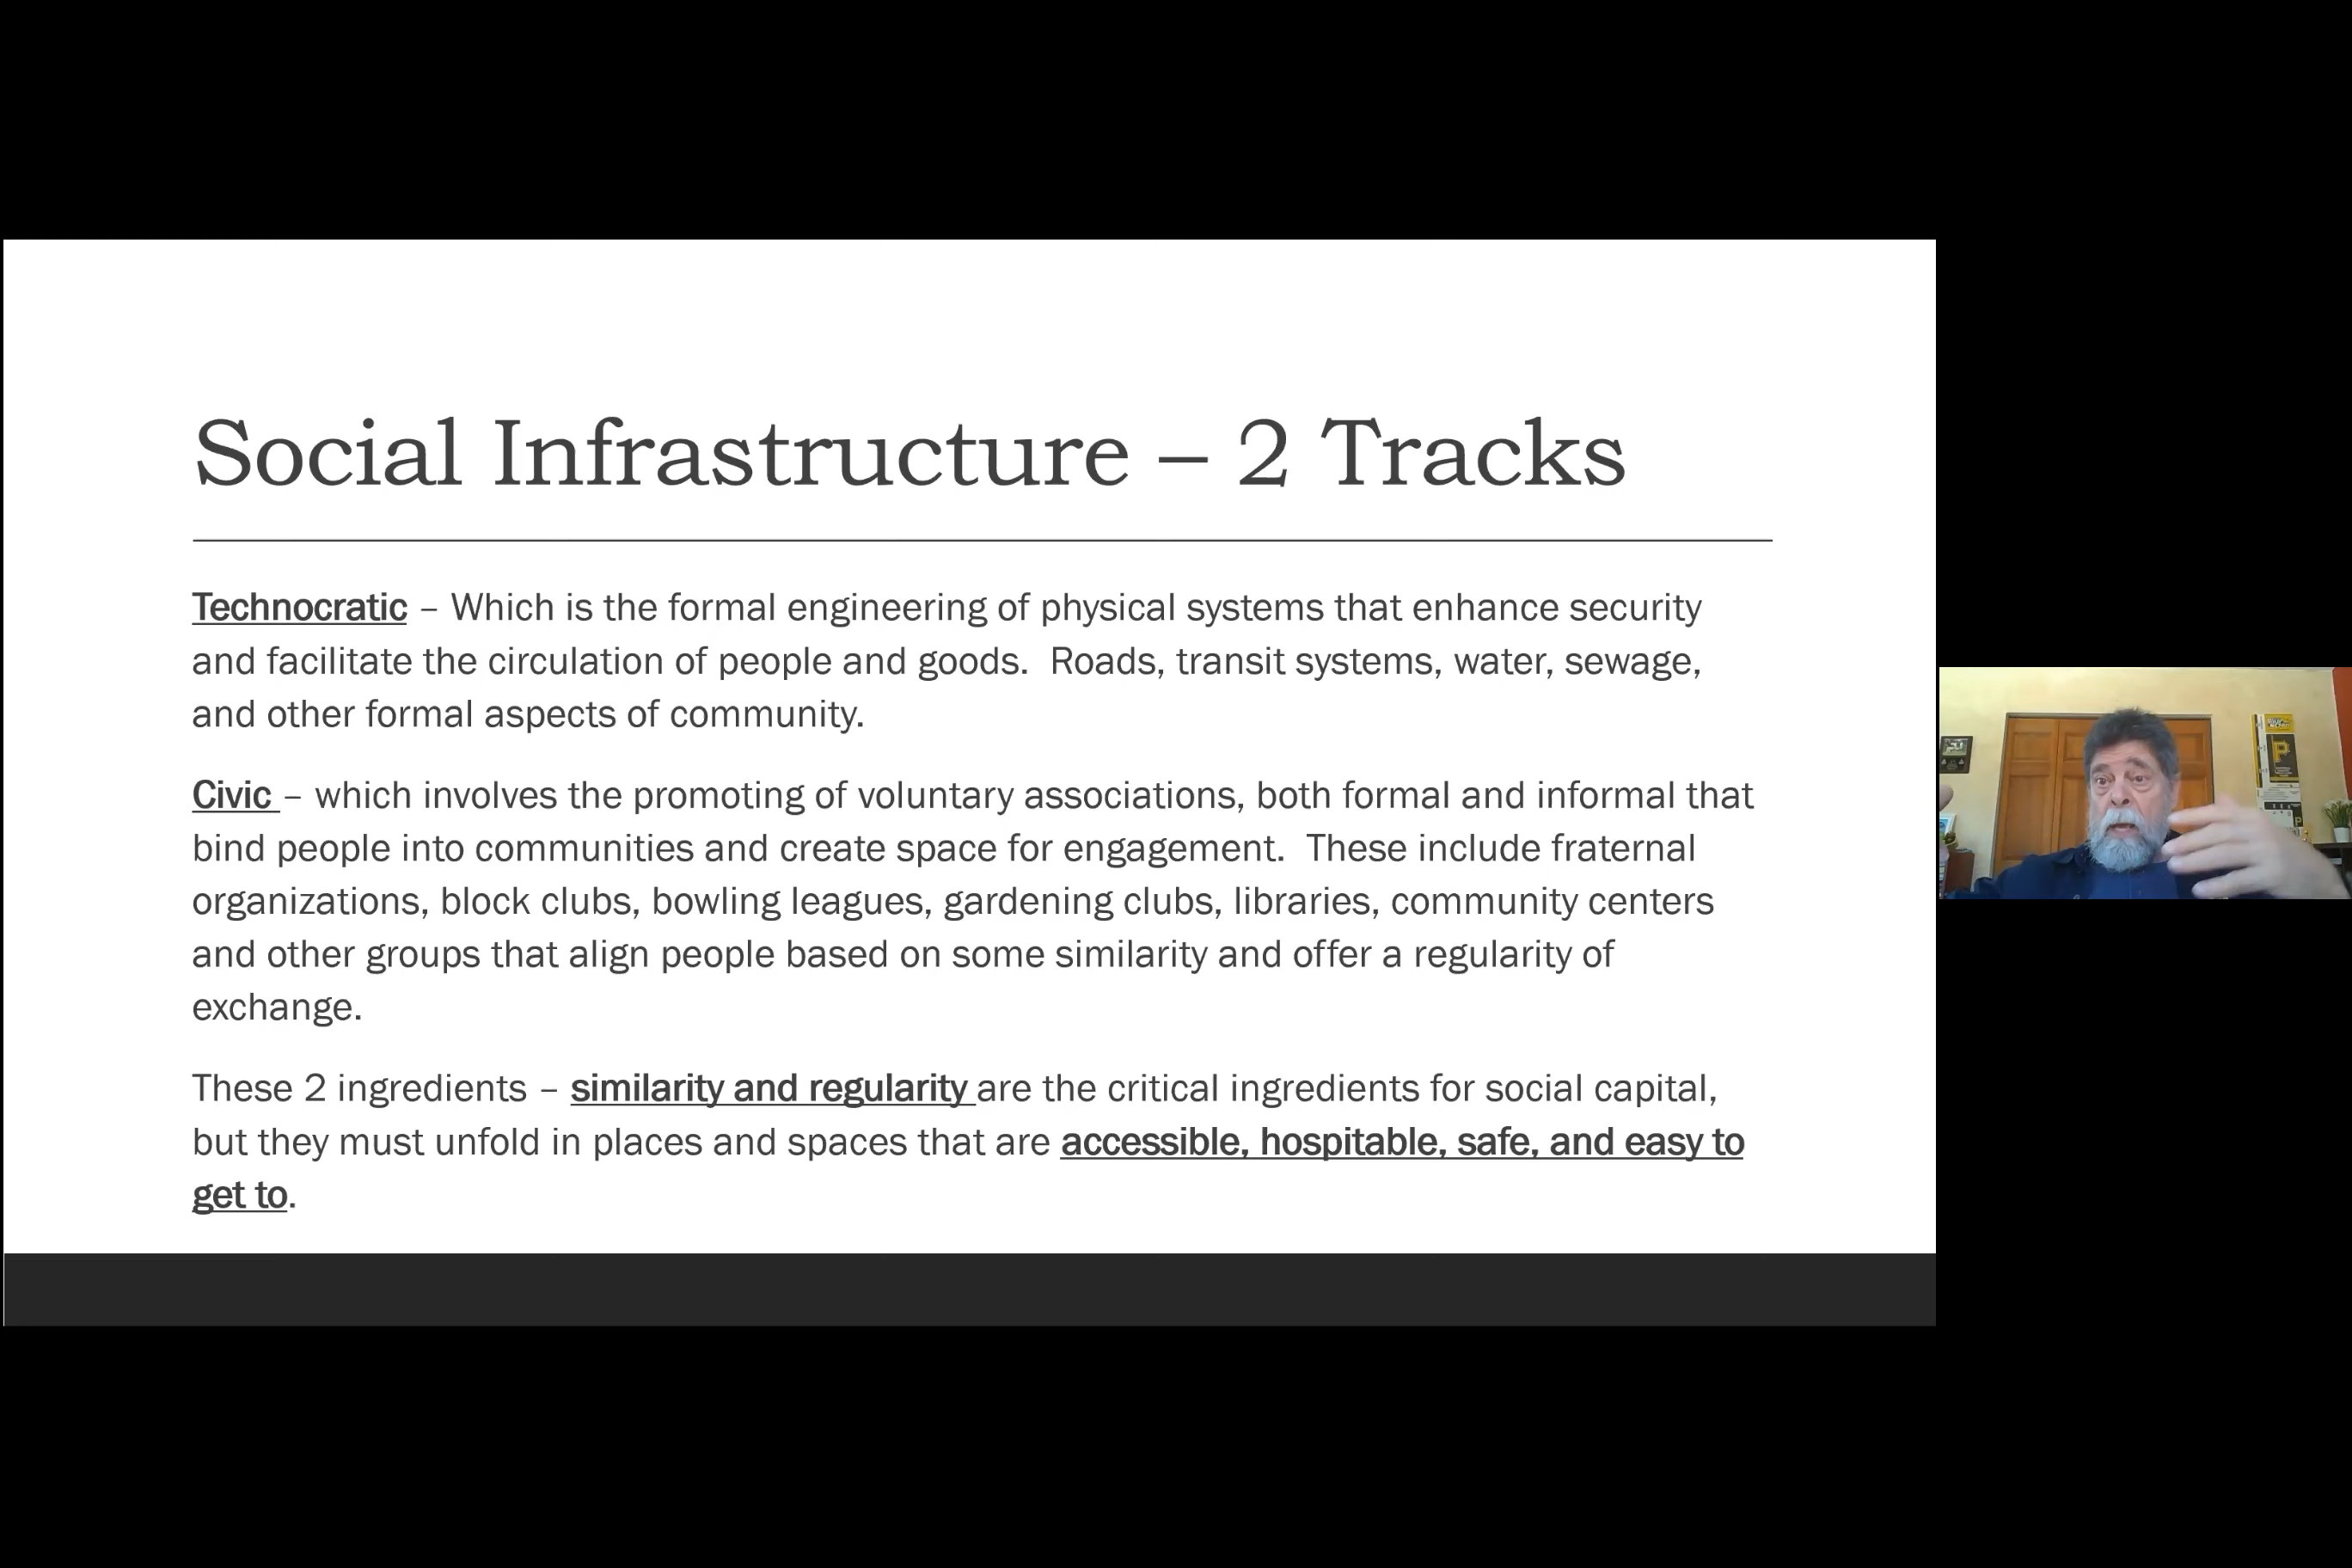 Social Infrastructure – 2 Tracks
Technocratic – Which is the formal engineering of physical systems that enhance security
and facilitate the circulation of people and goods.  Roads, transit systems, water, sewage,
and other formal aspects of community.
Civic – which involves the promoting of voluntary associations, both formal and informal that
bind people into communities and create space for engagement.  These include fraternal
organizations, block clubs, bowling leagues, gardening clubs, libraries, community centers
and other groups that align people based on some similarity and offer a regularity of
exchange.
These 2 ingredients – similarity and regularity are the critical ingredients for social capital,
but they must unfold in places and spaces that are accessible, hospitable, safe, and easy to
get to.
P